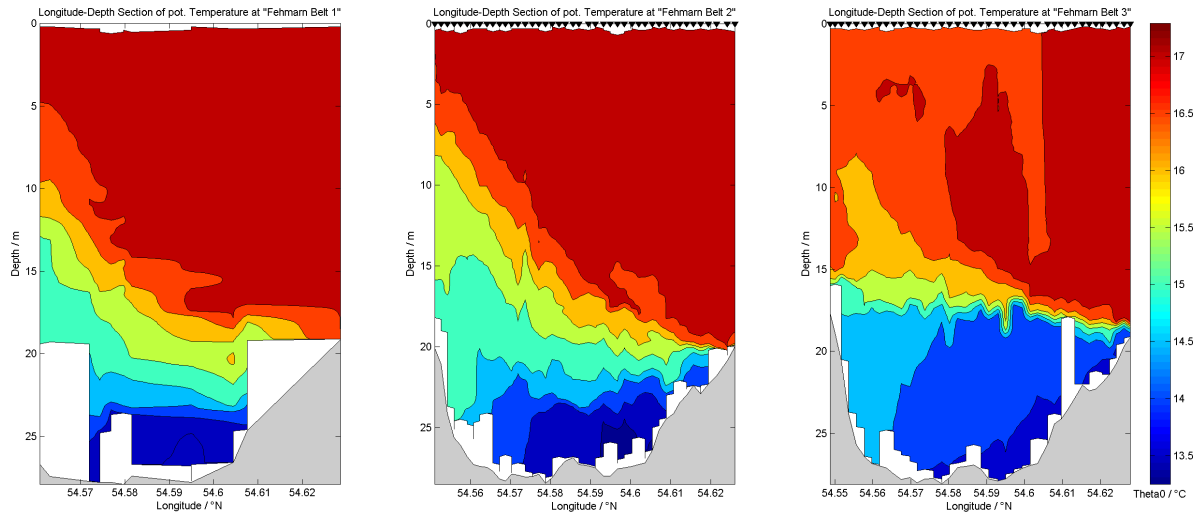 Longitude-Depth Section of pot. Temperature at "Fehmarn Belt 1"
0
5
10
15
20
25
Depth / m
54.57 54.58 54.59 54.6 54.61 54.62
Longitude / °N
Longitude-Depth Section of pot. Temperature at "Fehmarn Belt 2"
0
5
10
15
20
25
Depth / m
54.56 54.57 54.58 54.59 54.6 54.61 54.62
Longitude / °N
Longitude-Depth Section of pot. Temperature at "Fehmarn Belt 3"
0
5
10
15
20
25
Depth / m
54.55 54.56 54.57 54.58 54.59 54.6 54.61 54.62
Longitude / °N
17
16.5
16
15.5
15
14.5
14
13.5
Theta0 / °C